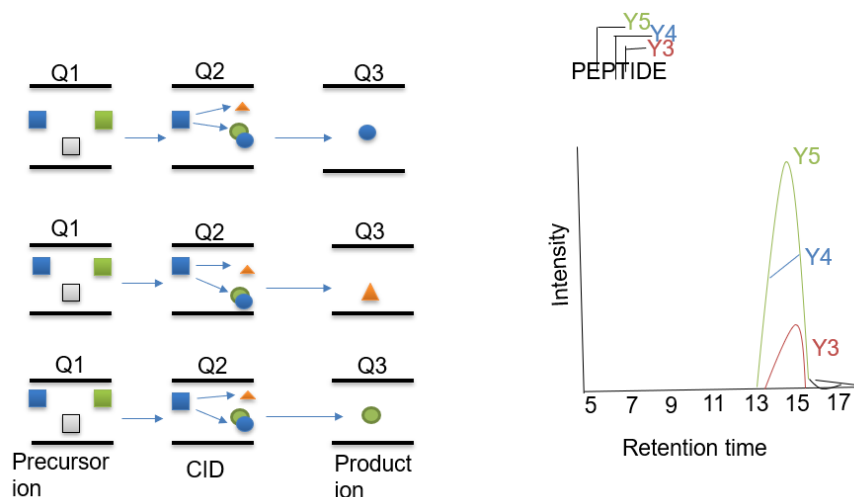 Q1 Q2 Q3
Q1 Q2 Q3
Q1 Q2 Q3
Precursor ion
CID
Product ion
Y5
Y4
Y3
PEPTIDE
Y5
Y4
Y3
Intensity
5 7 9 11 13 15 17
Retention time